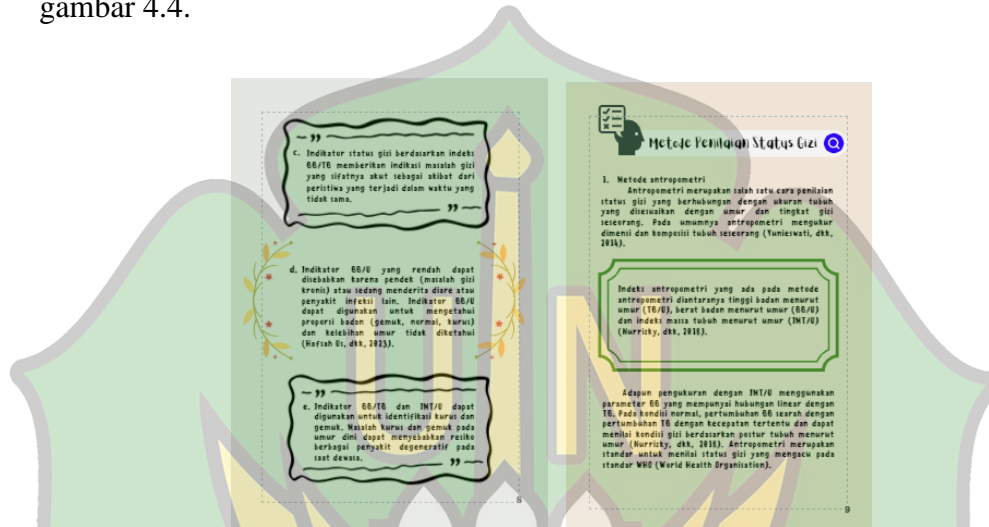 gambar 4.4.
c. Indikator status gizi berdasarkan indeks
BB/TB memberikan indikasi masalah gizi
yang sifatnya akut sebagai akibat dari
peristiwa yang terjadi dalam waktu yang
tidak sama.
d. Indikator BB/U yang rendah dapat
disebabkan karena pendek (masalah gizi
kronis) atau sedang menderita diare atau
penyakit infeksi lain. Indikator BB/U
dapat digunakan untuk mengetahui
proporsi badan (gemuk, normal, kurus)
dan kelebihan umur tidak diketahui
(Hafsah Us, dkk, 2023).
e. Indikator BB/TB dan IMT/U dapat
digunakan untuk identifikasi kurus dan
gemuk. Masalah kurus dan gemuk pada
umur dini dapat menyebabkan resiko
berbagai penyakit degeneratif pada
saat dewasa.
8
Metode Penilaian Status Gizi
1. Metode antropometri
Antropometri merupakan salah satu cara penilaian
status gizi yang berhubungan dengan ukuran tubuh
yang disesuaikan dengan umur dan tingkat gizi
seseorang. Pada umumnya antropometri mengukur
dimensi dan komposisi tubuh seseorang (Yunieswati, dkk,
2014).
Indeks antropometri yang ada pada metode
antropometri diantaranya tinggi badan menurut
umur (TB/U), berat badan menurut umur (BB/U)
dan indeks massa tubuh menurut umur (IMT/U)
(Nurrizky, dkk, 2018).
Adapun pengukuran dengan IMT/U menggunakan
parameter BB yang mempunyai hubungan linear dengan
TB. Pada kondisi normal, pertumbuhan BB searah dengan
pertumbuhan TB dengan kecepatan tertentu dan dapat
menilai kondisi gizi berdasarkan postur tubuh menurut
umur (Nurrizky, dkk, 2018). Antropometri merupakan
standar untuk menilai status gizi yang mengacu pada
standar WHO (World Health Organisation).
9